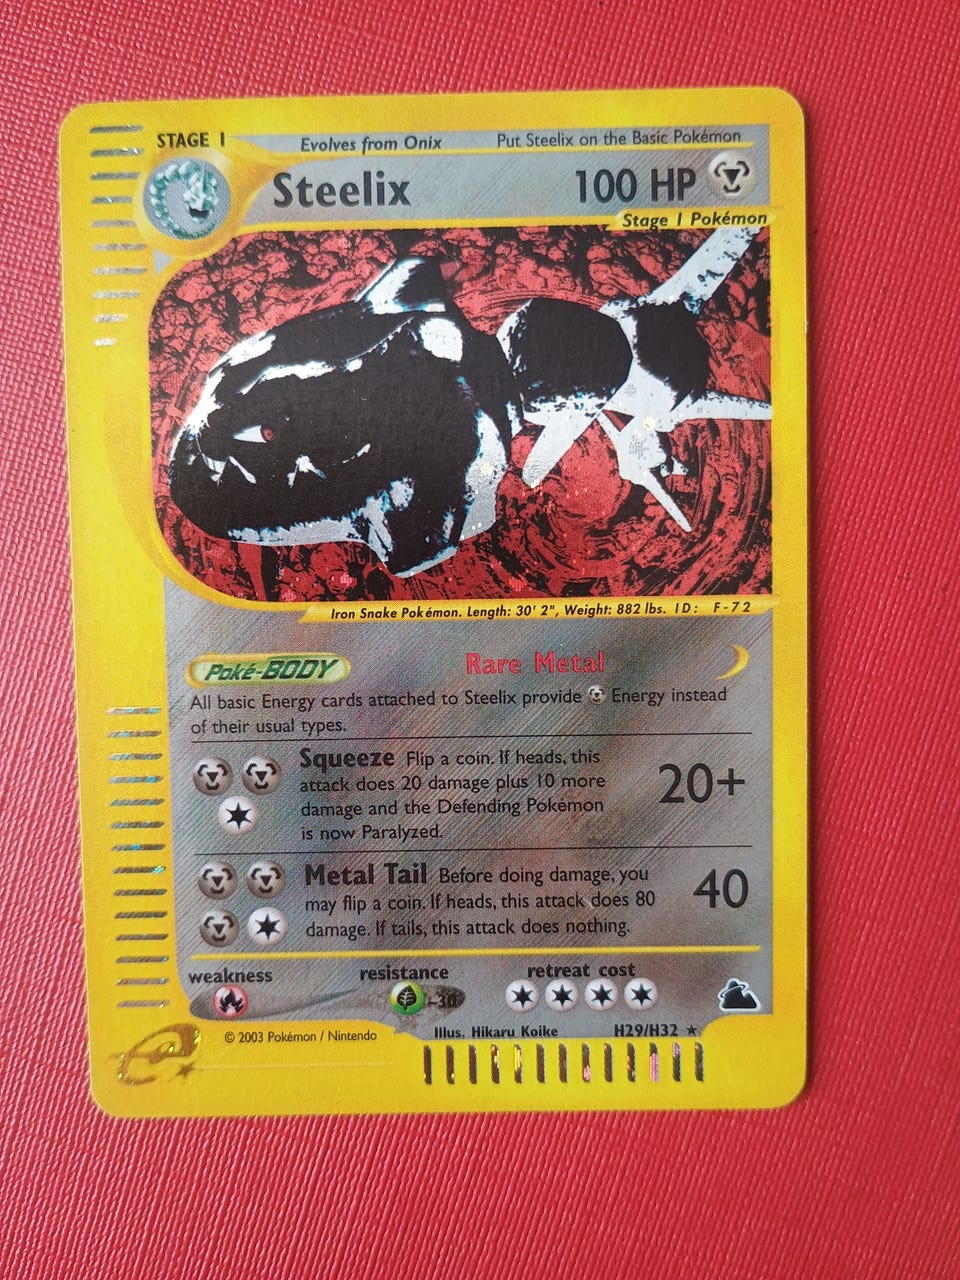 STAGE 1
Evolves from Onix
Put Steelix on the Basic Pokémon
Steelix
100 HP
Stage 1 Pokémon
Iron Snake Pokémon. Length: 30' 2", Weight: 882 lbs. ID: F-72
Poké-BODY
Rare Metal
All basic Energy cards attached to Steelix provide Energy instead
of their usual types.
Squeeze Flip a coin. If heads, this
attack does 20 damage plus 10 more
damage and the Defending Pokémon
is now Paralyzed.
20+
Metal Tail Before doing damage, you
may flip a coin. If heads, this attack does 80
damage. If tails, this attack does nothing.
40
weakness
resistance
retreat cost
-30
© 2003 Pokémon / Nintendo
Illus. Hikaru Koike
H29/H32 ★